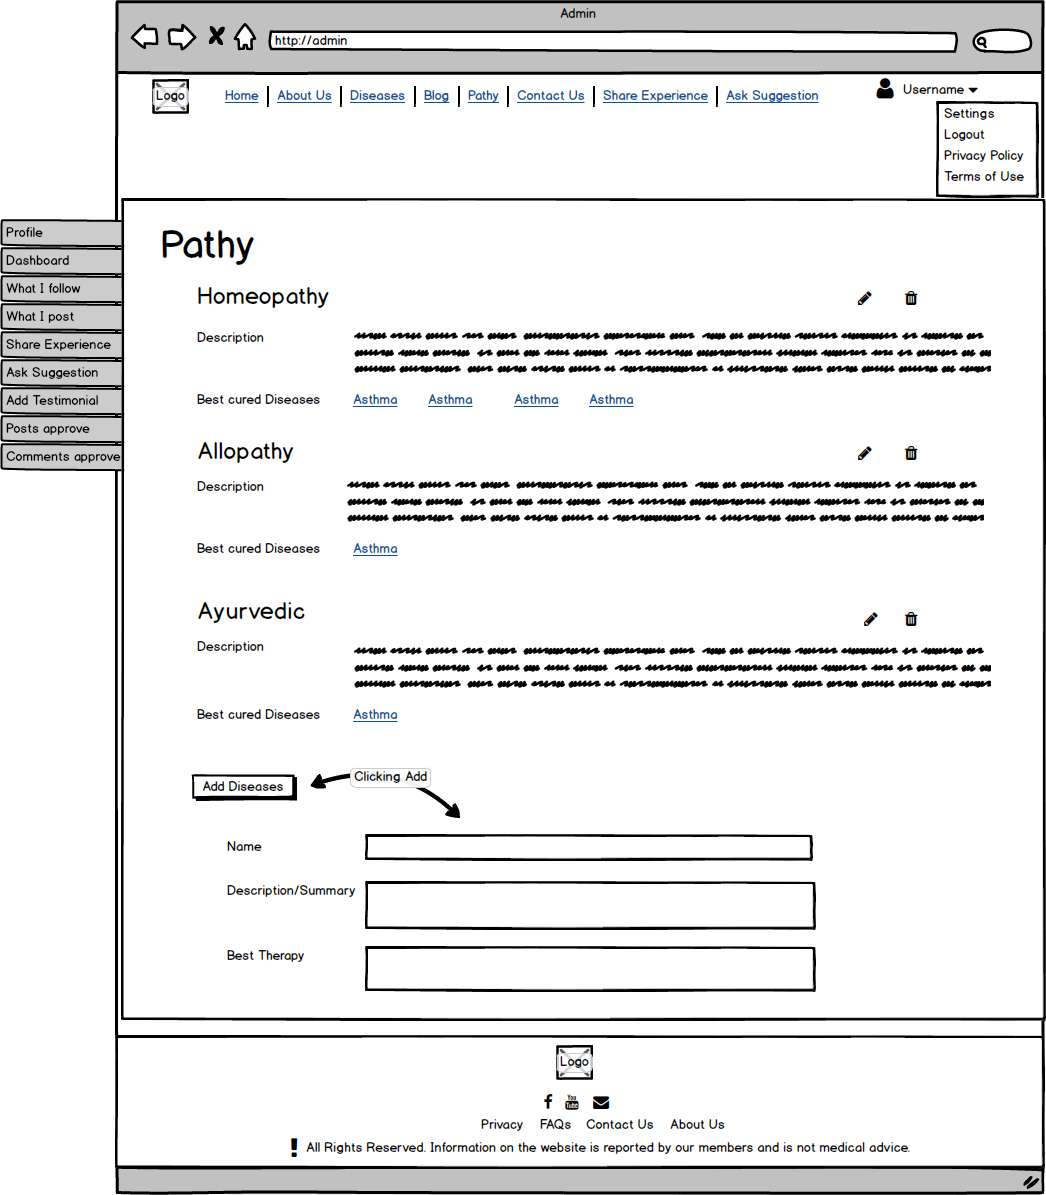 Admin
http://admin
Logo
Home About Us Diseases Blog Pathy Contact Us Share Experience Ask Suggestion
Username
Settings
Logout
Privacy Policy
Terms of Use
Profile
Dashboard
What I follow
What I post
Share Experience
Ask Suggestion
Add Testimonial
Posts approve
Comments approve
Pathy
Homeopathy
Description
Best cured Diseases Asthma Asthma Asthma Asthma
Allopathy
Description
Best cured Diseases Asthma
Ayurvedic
Description
Best cured Diseases Asthma
Add Diseases
Clicking Add
Name
Description/Summary
Best Therapy
Logo
You Tube
Privacy FAQs Contact Us About Us
! All Rights Reserved. Information on the website is reported by our members and is not medical advice.